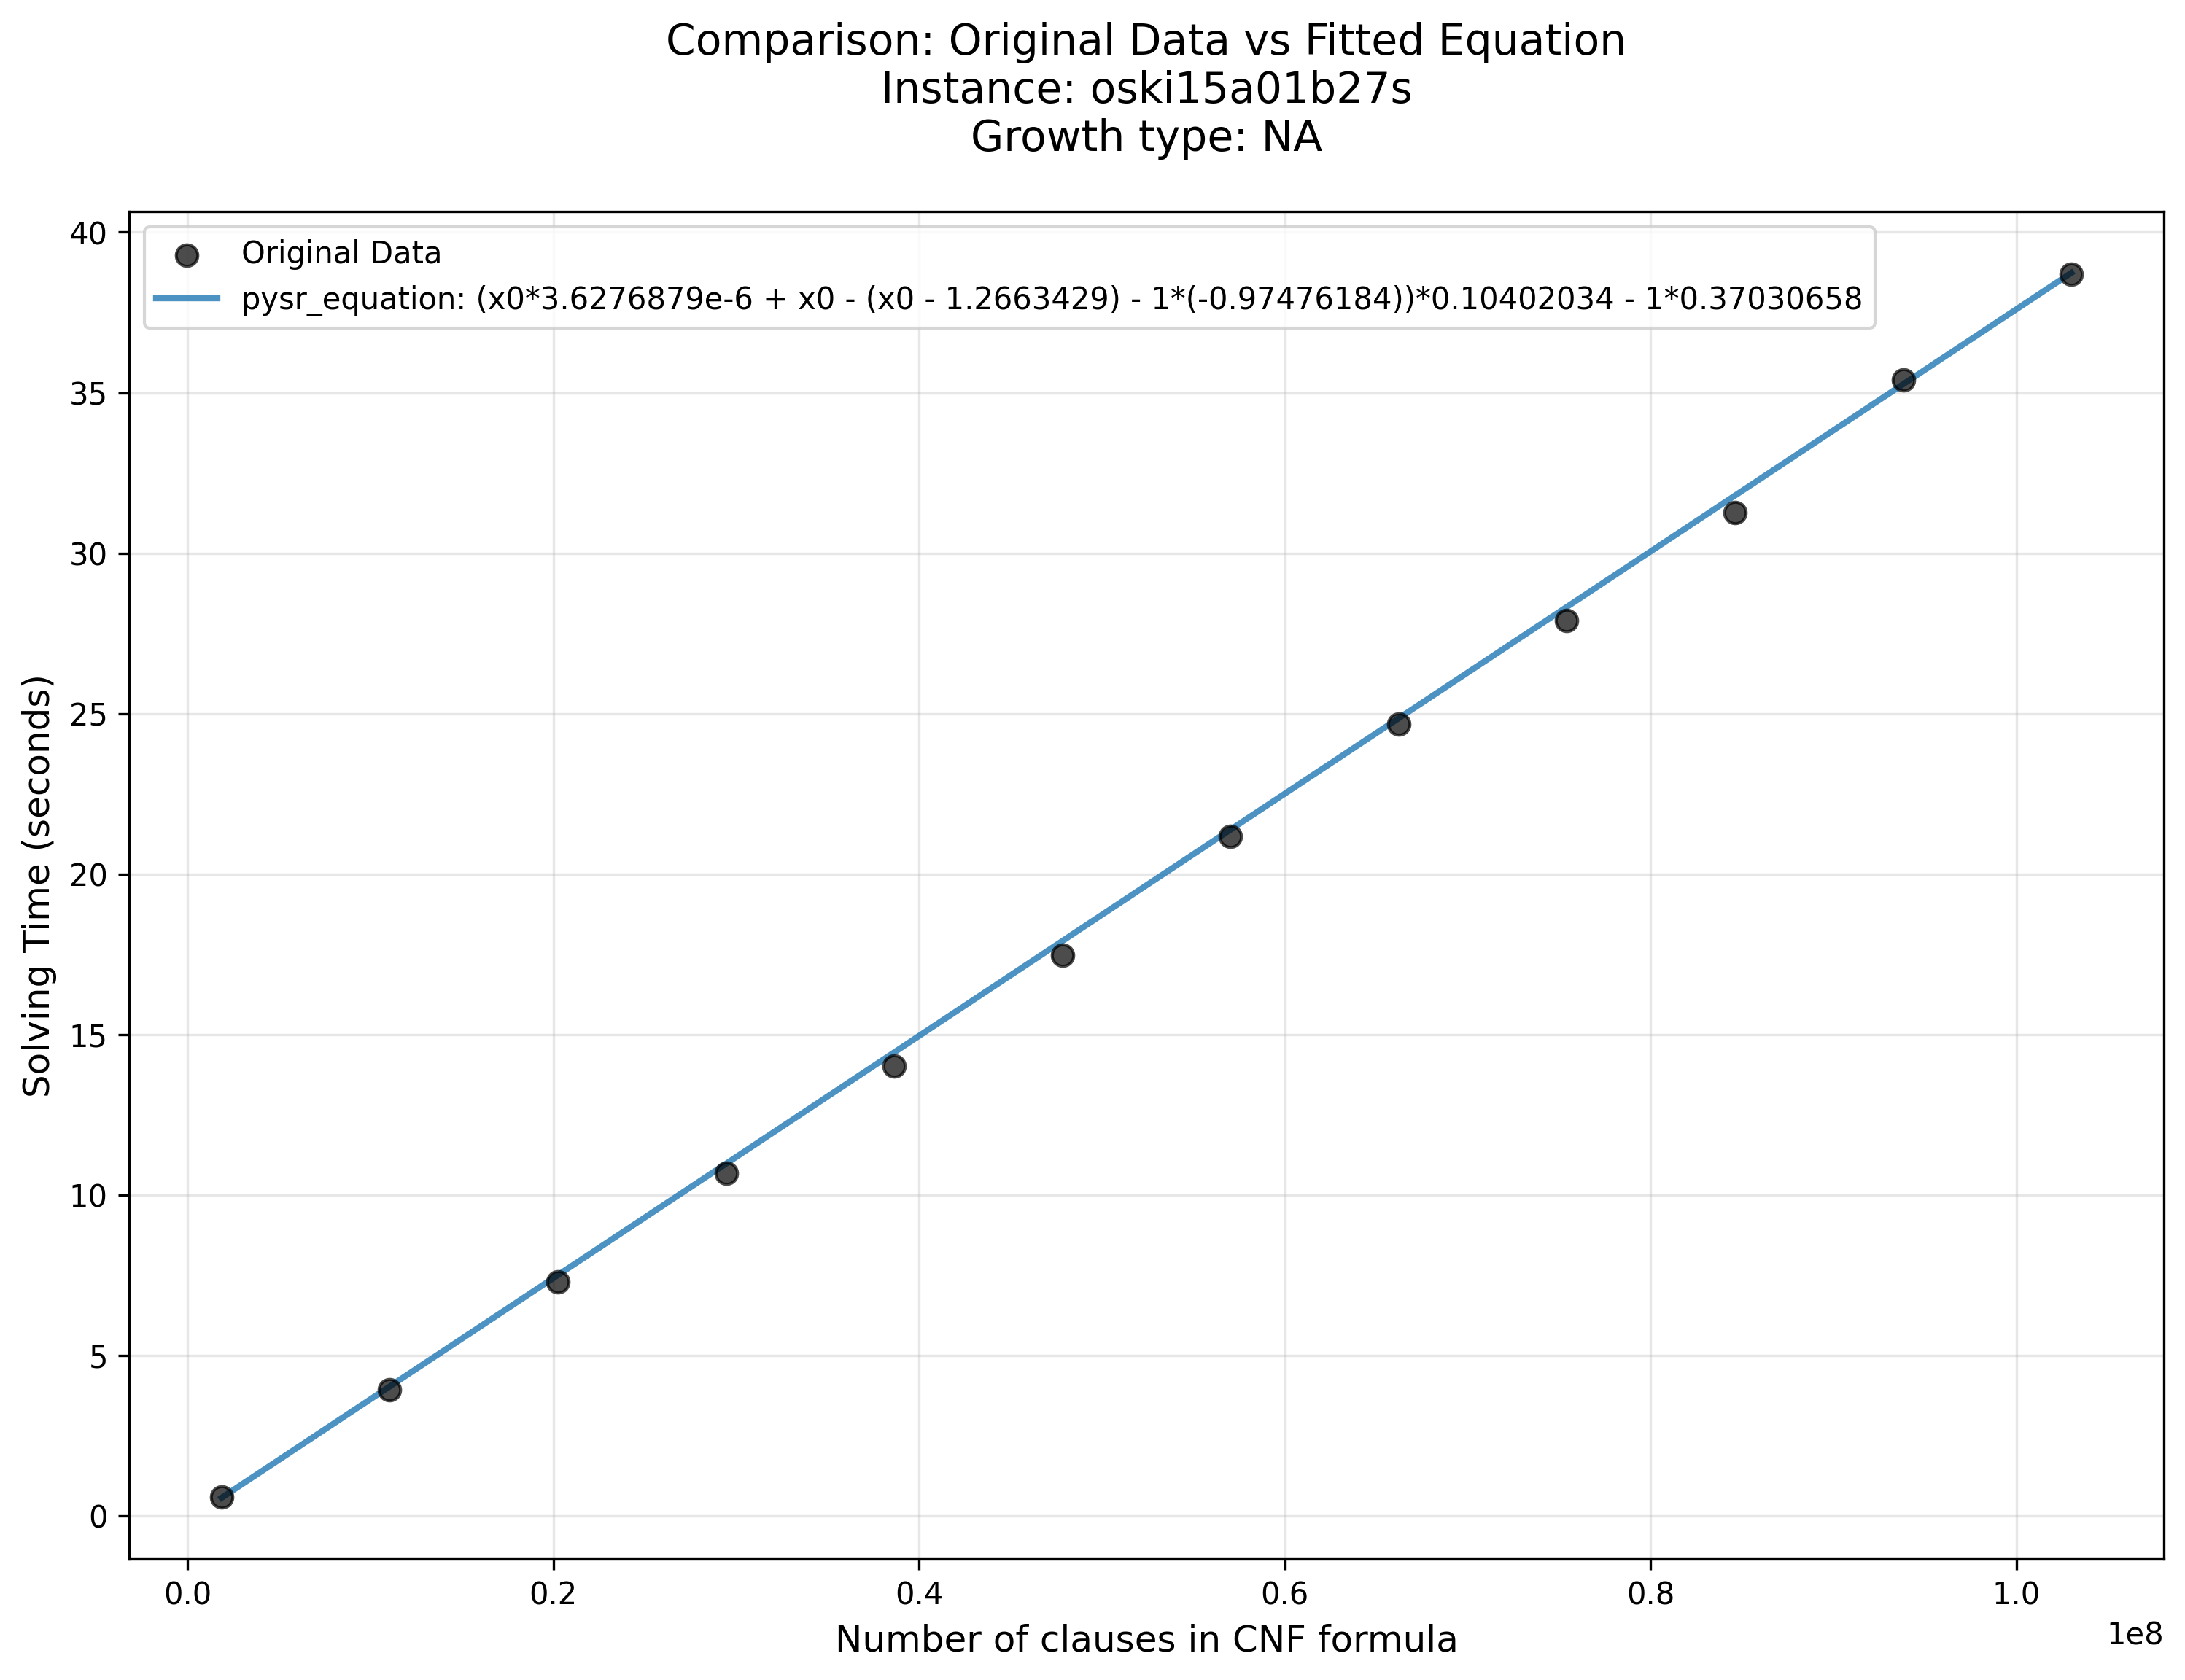 Comparison: Original Data vs Fitted Equation
Instance: oski15a01b27s
Growth type: NA
Original Data
pysr_equation: (x0*3.6276879e-6 + x0 - (x0 - 1.2663429) - 1*(-0.97476184))*0.10402034 - 1*0.37030658
40
35
30
25
20
15
10
5
0
Solving Time (seconds)
0.0
0.2
0.4
0.6
0.8
1.0
1e8
Number of clauses in CNF formula